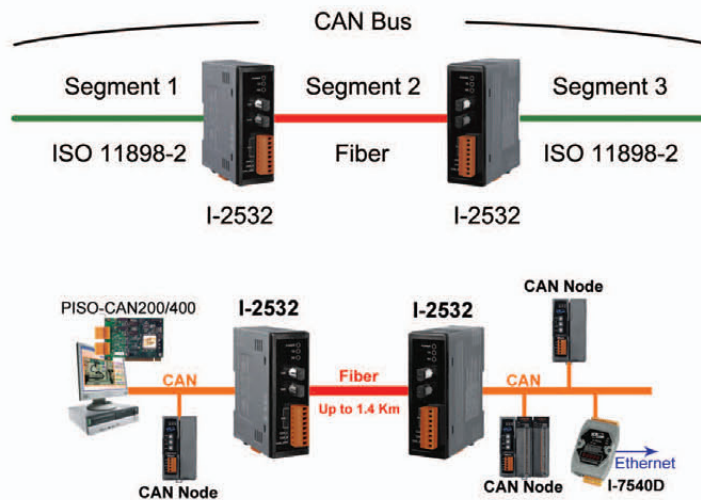 CAN Bus
Segment 1
Segment 2
Segment 3
ISO 11898-2
Fiber
ISO 11898-2
I-2532
I-2532
PISO-CAN200/400
I-2532
I-2532
CAN Node
CAN
Fiber
CAN
Up to 1.4 Km
Ethernet
CAN Node
CAN Node
I-7540D